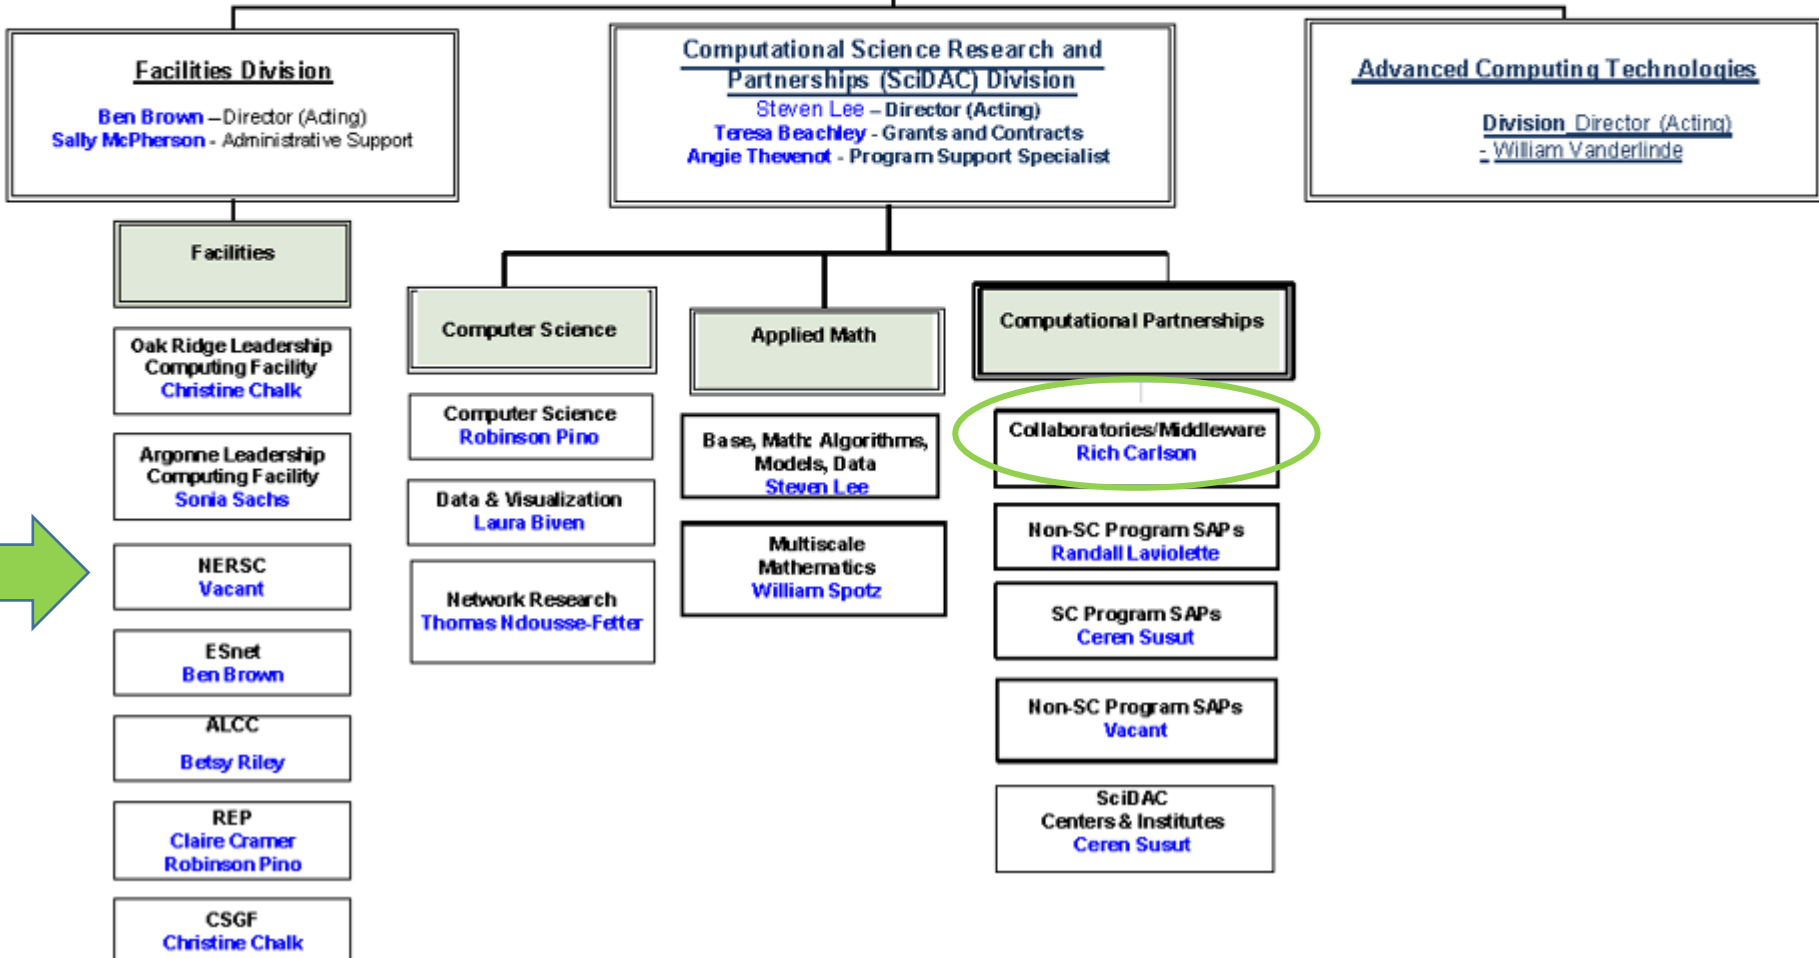 Facilities Division
Ben Brown –Director (Acting)
Sally McPherson - Administrative Support
Computational Science Research and
Partnerships (SciDAC) Division
Steven Lee – Director (Acting)
Teresa Beachley - Grants and Contracts
Angie Thevenot - Program Support Specialist
Advanced Computing Technologies
Division Director (Acting)
- William Vanderlinde
Facilities
Oak Ridge Leadership
Computing Facility
Christine Chalk
Argonne Leadership
Computing Facility
Sonia Sachs
NERSC
Vacant
ESnet
Ben Brown
ALCC
Betsy Riley
REP
Claire Cramer
Robinson Pino
CSGF
Christine Chalk
Computer Science
Computer Science
Robinson Pino
Data & Visualization
Laura Biven
Network Research
Thomas Ndousse-Fetter
Applied Math
Base, Math: Algorithms,
Models, Data
Steven Lee
Multiscale
Mathematics
William Spotz
Computational Partnerships
Collaboratories/Middleware
Rich Carlson
Non-SC Program SAPs
Randall Laviolette
SC Program SAPs
Ceren Susut
Non-SC Program SAPs
Vacant
SciDAC
Centers & Institutes
Ceren Susut